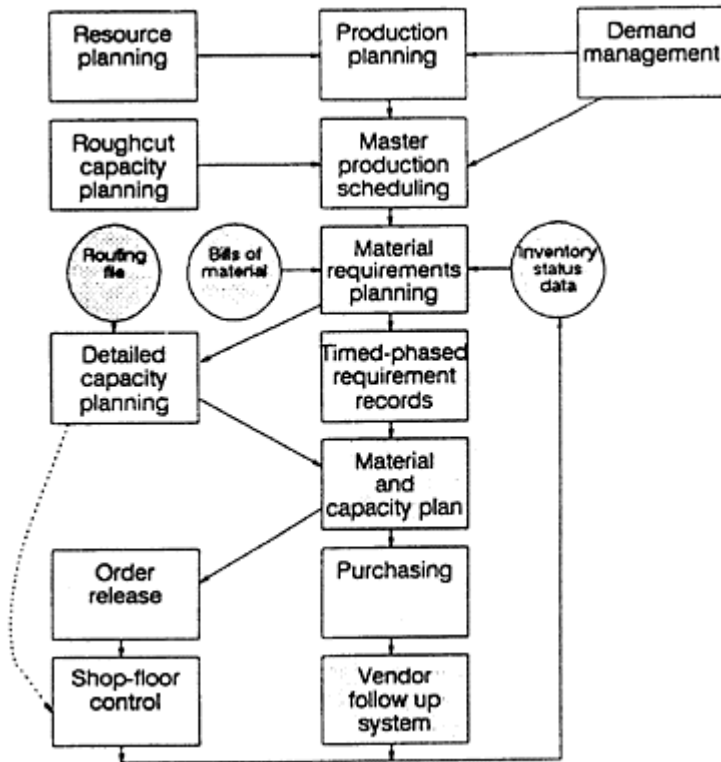 Resource
planning
Production
planning
Demand
management
Roughcut
capacity
planning
Master
production
scheduling
Routing
file
Bills of
material
Material
requirements
planning
Inventory
status
data
Detailed
capacity
planning
Timed-phased
requirement
records
Material
and
capacity plan
Order
release
Purchasing
Shop-floor
control
Vendor
follow up
system